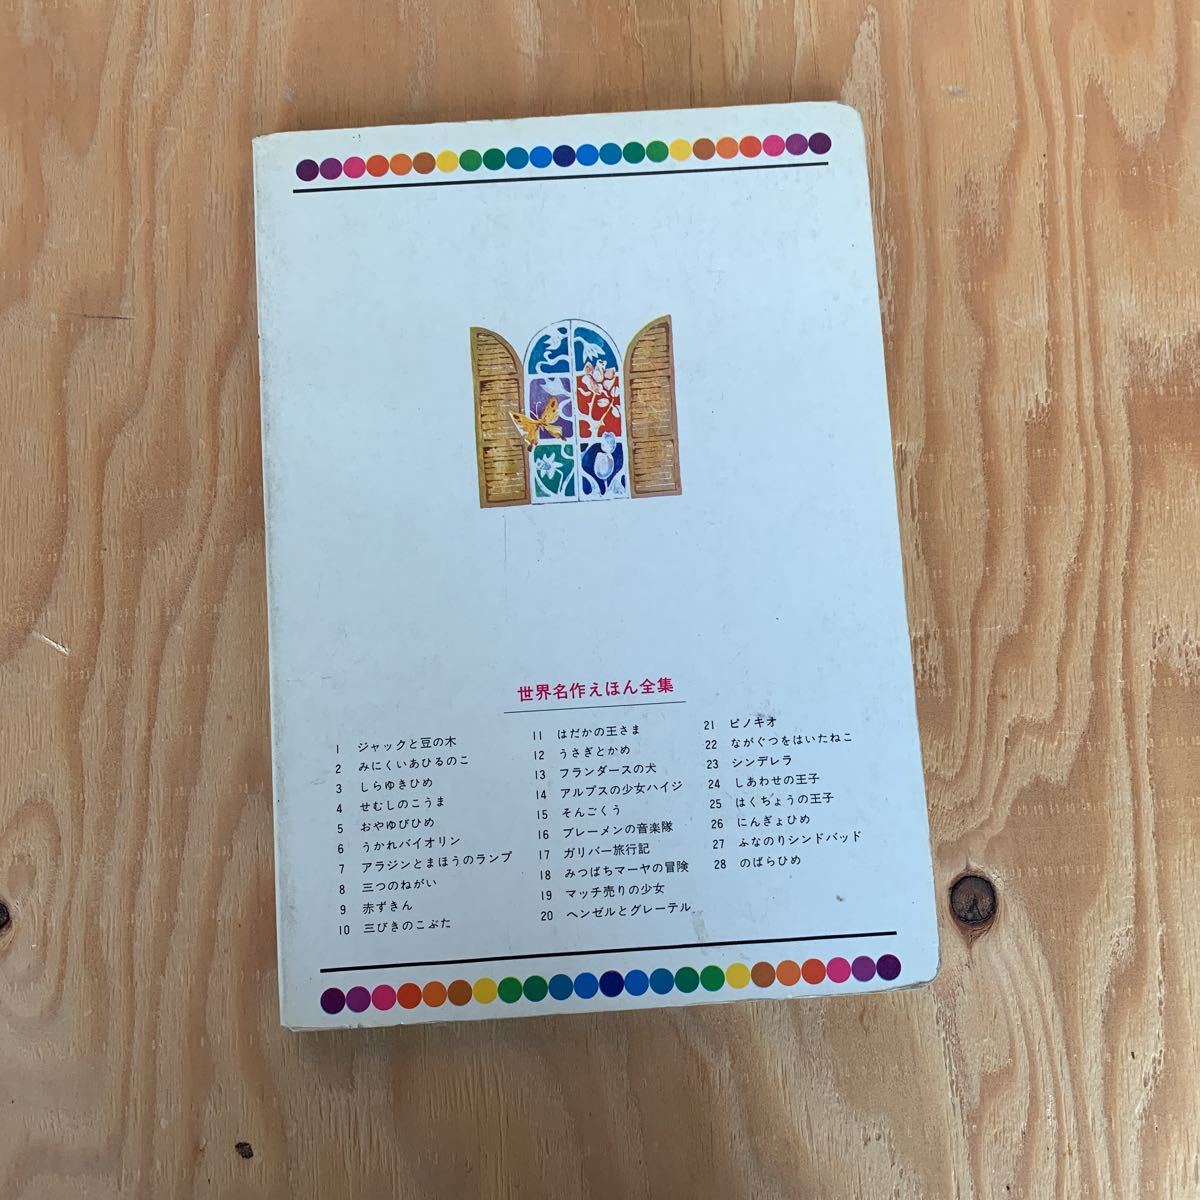 世界名作えほん全集
1 ジャックと豆の木
2 みにくいあひるのこ
3 しらゆきひめ
4 せむしのこうま
5 おやゆびひめ
6 うかれバイオリン
7 アラジンとまほうのランプ
8 三つのねがい
9 赤ずきん
10 三びきのこぶた
11 はだかの王さま
12 うさぎとかめ
13 フランダースの犬
14 アルプスの少女ハイジ
15 そんごくう
16 ブレーメンの音楽隊
17 ガリバー旅行記
18 みつばちマーヤの冒険
19 マッチ売りの少女
20 ヘンゼルとグレーテル
21 ピノキオ
22 ながぐつをはいたねこ
23 シンデレラ
24 しあわせの王子
25 はくちょうの王子
26 にんぎょひめ
27 ふなのりシンドバッド
28 のばらひめ